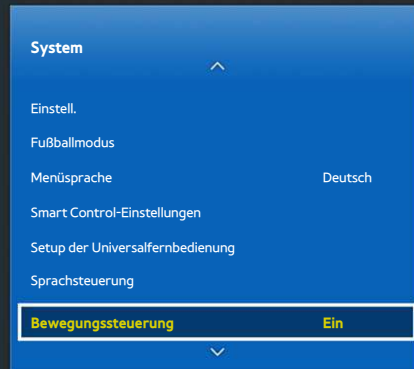 System
Einstell.
Fußballmodus
Menüsprache Deutsch
Smart Control-Einstellungen
Setup der Universalfernbedienung
Sprachsteuerung
Bewegungssteuerung Ein